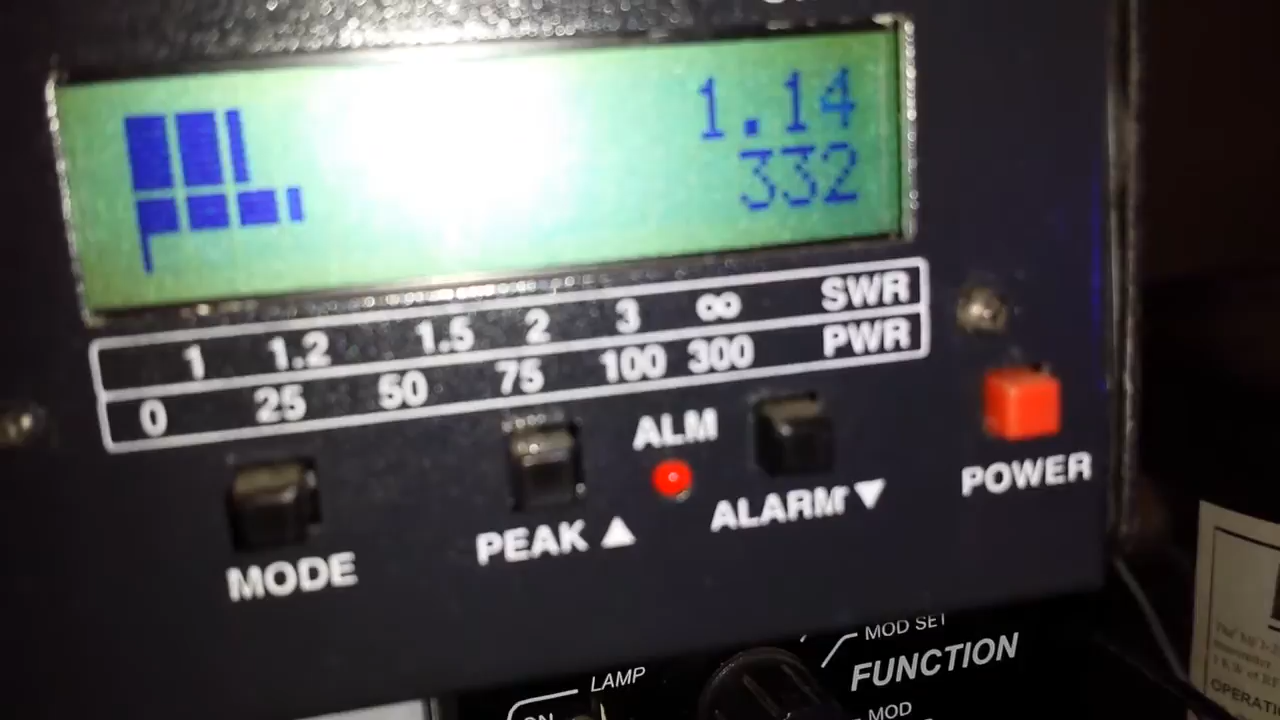 1.14
332
1 1.2 1.5 2 3 ∞ SWR
0 25 50 75 100 300 PWR
ALM
MODE
PEAK ▲
ALARM ▼
POWER
MOD SET
LAMP
FUNCTION
ON
MOD